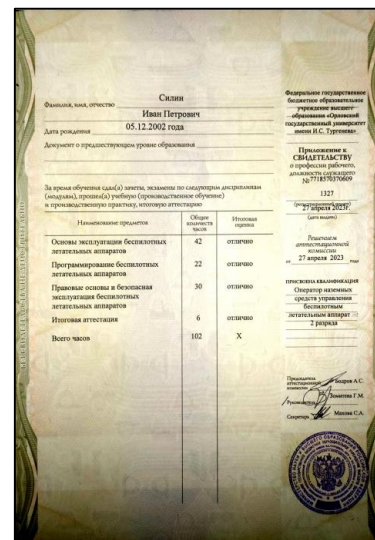 Фамилия, имя, отчество Силин
Иван Петрович
Дата рождения 05.12.2002 года
Документ о предшествующем уровне образования
За время обучения сдал(а) зачеты, экзамены по следующим дисциплинам
(модулям), прошел(а) учебную (производственное обучение)
и производственную практику, итоговую аттестацию
Наименование предметов Общее количество часов Итоговая оценка
Основы эксплуатации беспилотных летательных аппаратов 42 отлично
Программирование беспилотных летательных аппаратов 22 отлично
Правовые основы и безопасная эксплуатация беспилотных летательных аппаратов 30 отлично
Итоговая аттестация 6 отлично
Всего часов 102 X
Федеральное государственное
бюджетное образовательное
учреждение высшего
образования «Орловский
государственный университет
имени И.С. Тургенева»
Приложение к
СВИДЕТЕЛЬСТВУ
о профессии рабочего,
должности служащего
№7718570370609
1327
(регистрационный номер)
27 апреля 2023г
(дата выдачи)
Решением
аттестационной
комиссии
от 27 апреля 2023 года
ПРИСВОЕНА КВАЛИФИКАЦИЯ
Оператор наземных
средств управления
беспилотным
летательным аппарат
2 разряда
Председатель
аттестационной
комиссии Бодров А.С.
Руководитель Зомитева Г.М.
Секретарь Махова С.А.